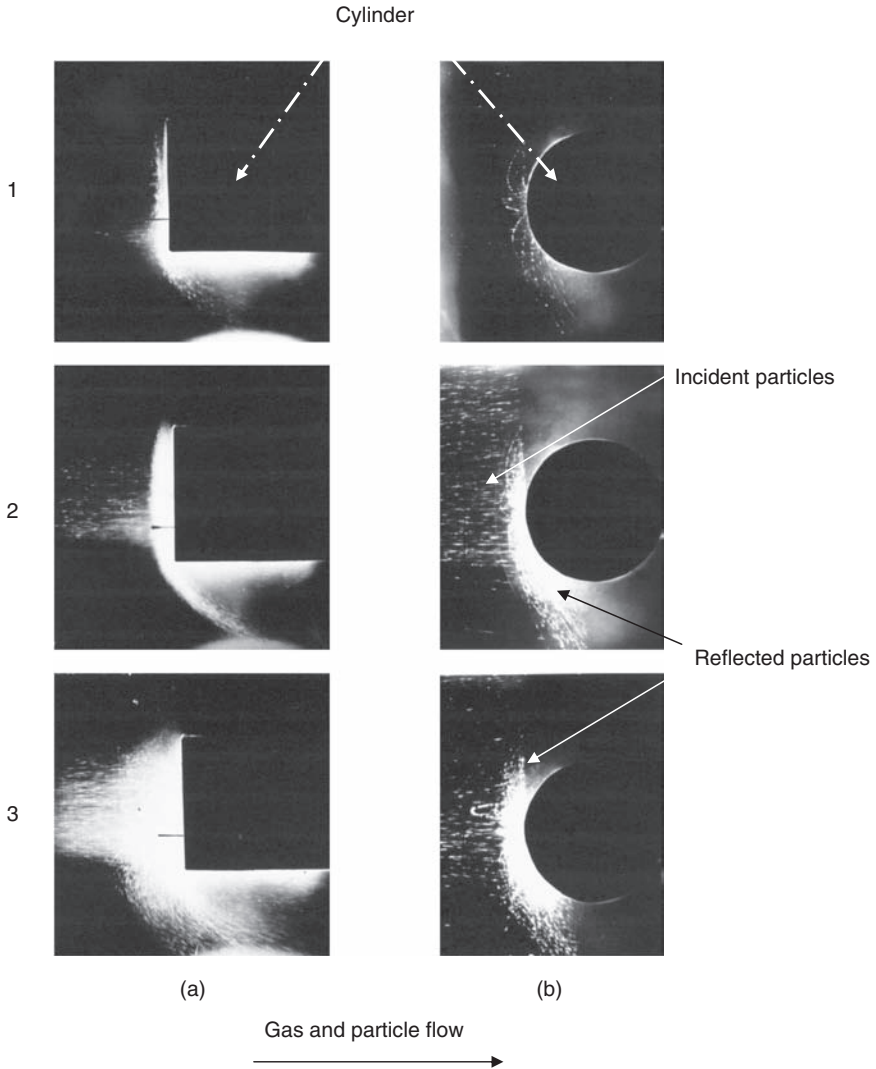 Cylinder
1
Incident particles
2
Reflected particles
3
(a)
(b)
Gas and particle flow